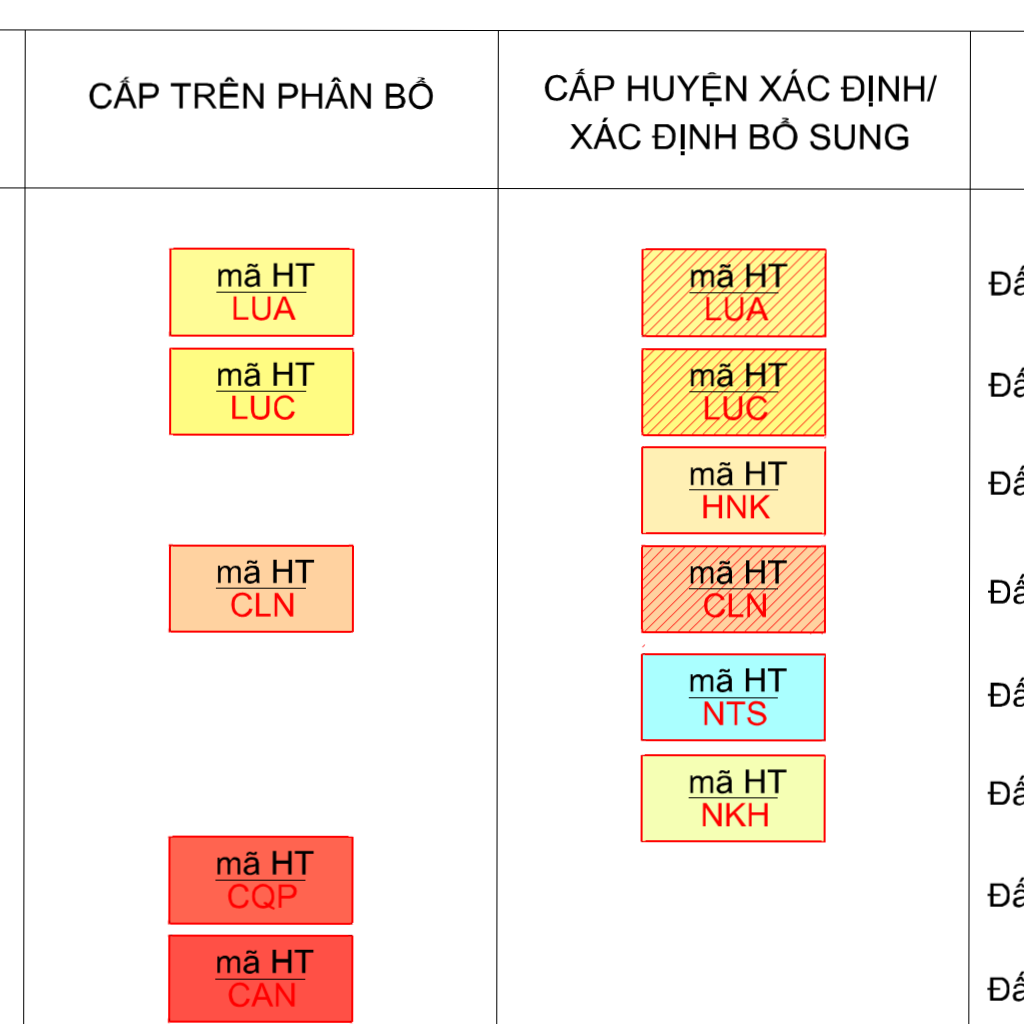 CẤP TRÊN PHÂN BỔ
CẤP HUYỆN XÁC ĐỊNH/
XÁC ĐỊNH BỔ SUNG
mã HT
LUA
mã HT
LUA
mã HT
LUC
mã HT
LUC
mã HT
HNK
mã HT
CLN
mã HT
CLN
mã HT
NTS
mã HT
NKH
mã HT
CQP
mã HT
CAN